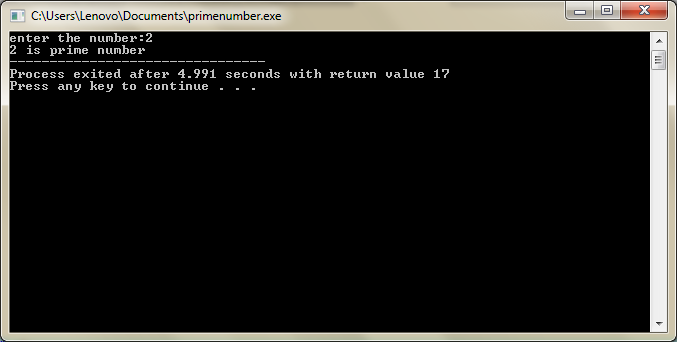 C:\Users\Lenovo\Documents\primenumber.exe
enter the number:2
2 is prime number
--------------------------------
Process exited after 4.991 seconds with return value 17
Press any key to continue . . .